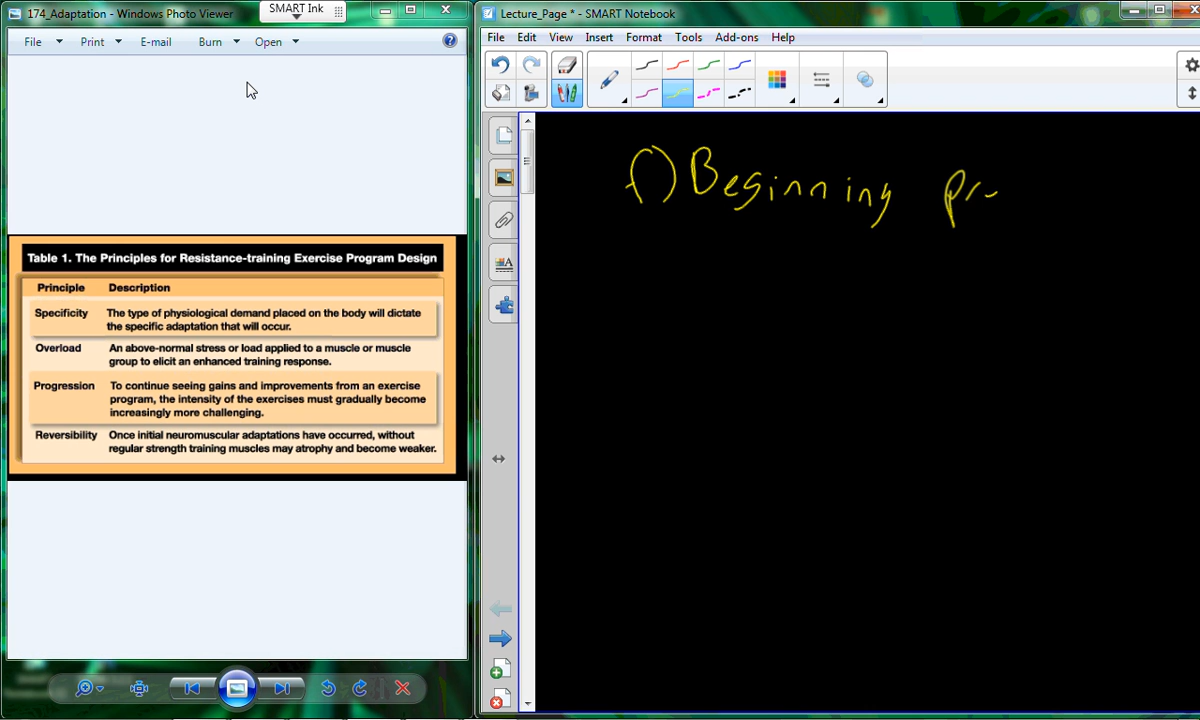 174_Adaptation - Windows Photo Viewer
SMART Ink
File Print E-mail Burn Open
Table 1. The Principles for Resistance-training Exercise Program Design
Principle Description
Specificity The type of physiological demand placed on the body will dictate
the specific adaptation that will occur.
Overload An above-normal stress or load applied to a muscle or muscle
group to elicit an enhanced training response.
Progression To continue seeing gains and improvements from an exercise
program, the intensity of the exercises must gradually become
increasingly more challenging.
Reversibility Once initial neuromuscular adaptations have occurred, without
regular strength training muscles may atrophy and become weaker.
Lecture_Page * - SMART Notebook
File Edit View Insert Format Tools Add-ons Help
f) Beginning pr